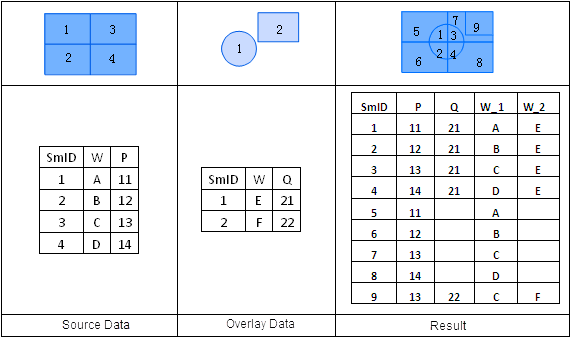 1 3
2 4
2
1
5 7 9
1 3
2 4
6 8
SmID W P
1 A 11
2 B 12
3 C 13
4 D 14
SmID W Q
1 E 21
2 F 22
SmID P Q W_1 W_2
1 11 21 A E
2 12 21 B E
3 13 21 C E
4 14 21 D E
5 11 A
6 12 B
7 13 C
8 14 D
9 13 22 C F
Source Data
Overlay Data
Result